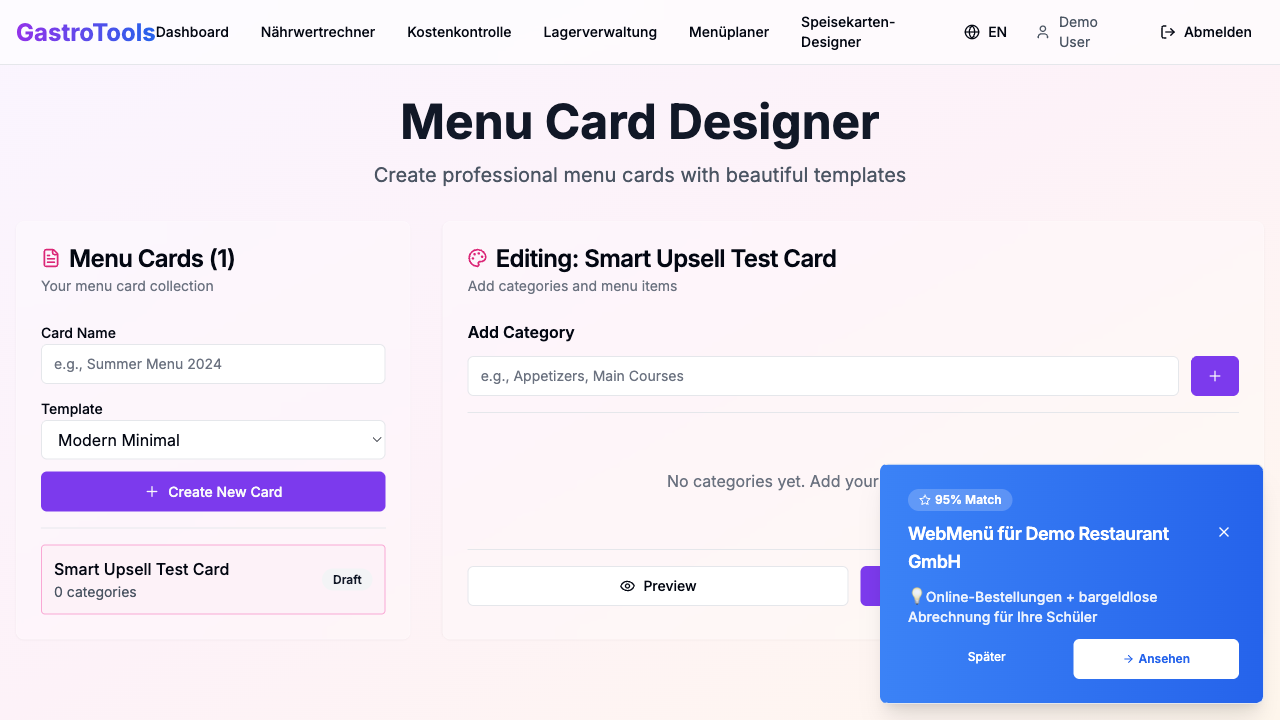 GastroTools
Dashboard
Nährwertrechner
Kostenkontrolle
Lagerverwaltung
Menüplaner
Speisekarten-
Designer
EN
Demo
User
Abmelden
Menu Card Designer
Create professional menu cards with beautiful templates
Menu Cards (1)
Your menu card collection
Card Name
e.g., Summer Menu 2024
Template
Modern Minimal
Create New Card
Smart Upsell Test Card
0 categories
Draft
Editing: Smart Upsell Test Card
Add categories and menu items
Add Category
e.g., Appetizers, Main Courses
No categories yet. Add your
Preview
95% Match
WebMenü für Demo Restaurant
GmbH
💡Online-Bestellungen + bargeldlose
Abrechnung für Ihre Schüler
Später
Ansehen